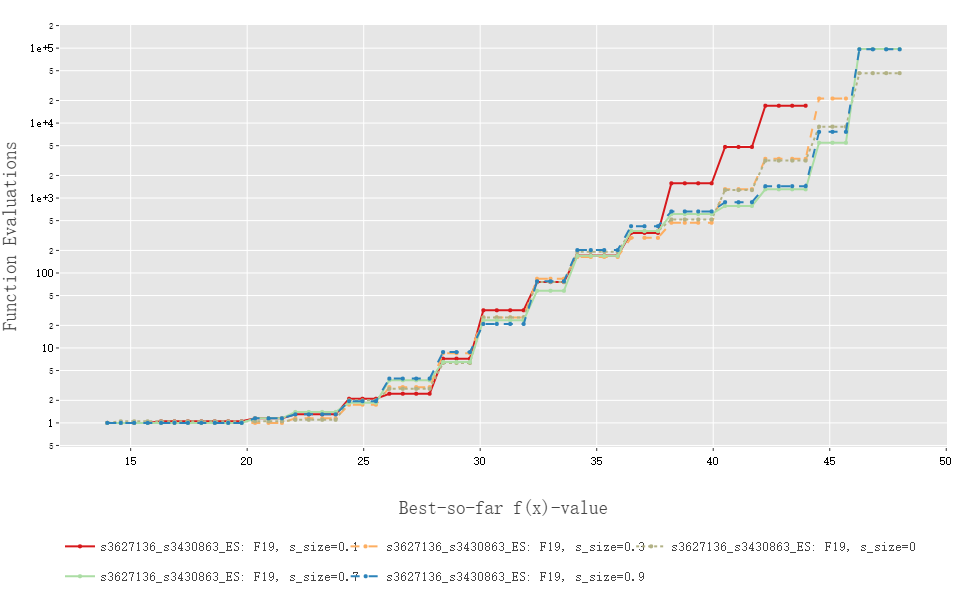 2
1e+5
5
2
1e+4
5
2
1e+3
5
2
100
5
2
10
5
2
1
5
Function Evaluations
15 20 25 30 35 40 45 50
Best-so-far f(x)-value
s3627136_s3430863_ES: F19, s_size=0.1 s3627136_s3430863_ES: F19, s_size=0.3 s3627136_s3430863_ES: F19, s_size=0
s3627136_s3430863_ES: F19, s_size=0.7 s3627136_s3430863_ES: F19, s_size=0.9